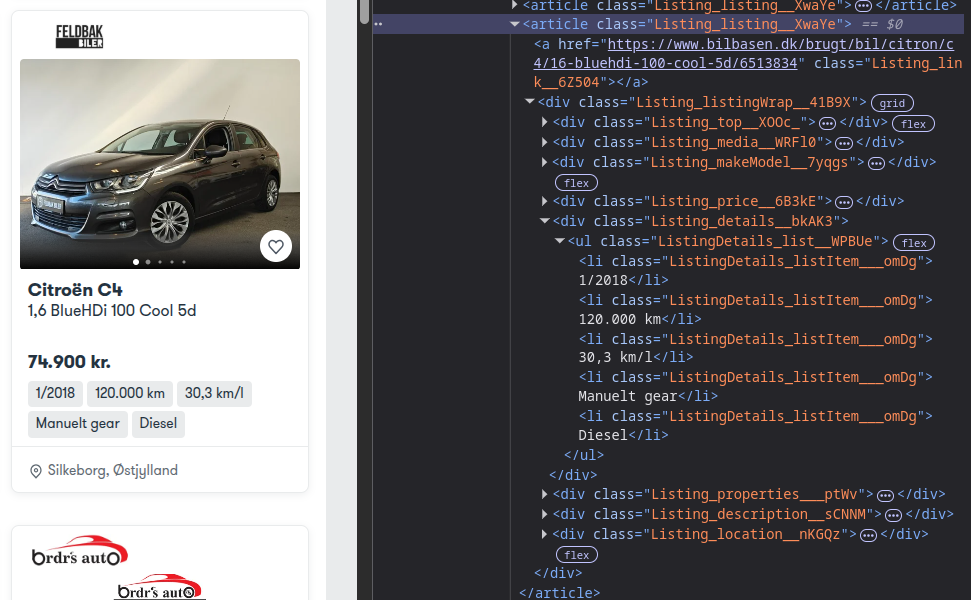 FELDBAK
BILER
FELDBAK
Citroën C4
1,6 BlueHDi 100 Cool 5d
74.900 kr.
1/2018
120.000 km
30,3 km/l
Manuelt gear
Diesel
Silkeborg, Østjylland
Ørdr's auto
Ørdr's auto
<article class="Listing_listing__XwaYe">…</article>
<article class="Listing_listing__XwaYe"> == $0
<a href="https://www.bilbasen.dk/brugt/bil/citron/c
4/16-bluehdi-100-cool-5d/6513834" class="Listing_lin
k__6Z504"></a>
<div class="Listing_listingWrap__41B9X"> grid
<div class="Listing_top__XOOc_">…</div> flex
<div class="Listing_media__WRFl0">…</div>
<div class="Listing_makeModel__7yqgs">…</div>
flex
<div class="Listing_price__6B3kE">…</div>
<div class="Listing_details__bkAK3">
<ul class="ListingDetails_list__WPBUe"> flex
<li class="ListingDetails_listItem___omDg">
1/2018</li>
<li class="ListingDetails_listItem___omDg">
120.000 km</li>
<li class="ListingDetails_listItem___omDg">
30,3 km/l</li>
<li class="ListingDetails_listItem___omDg">
Manuelt gear</li>
<li class="ListingDetails_listItem___omDg">
Diesel</li>
</ul>
</div>
<div class="Listing_properties___ptWv">…</div>
<div class="Listing_description__sCNNM">…</div>
<div class="Listing_location__nKGQz">…</div>
flex
</div>
</article>